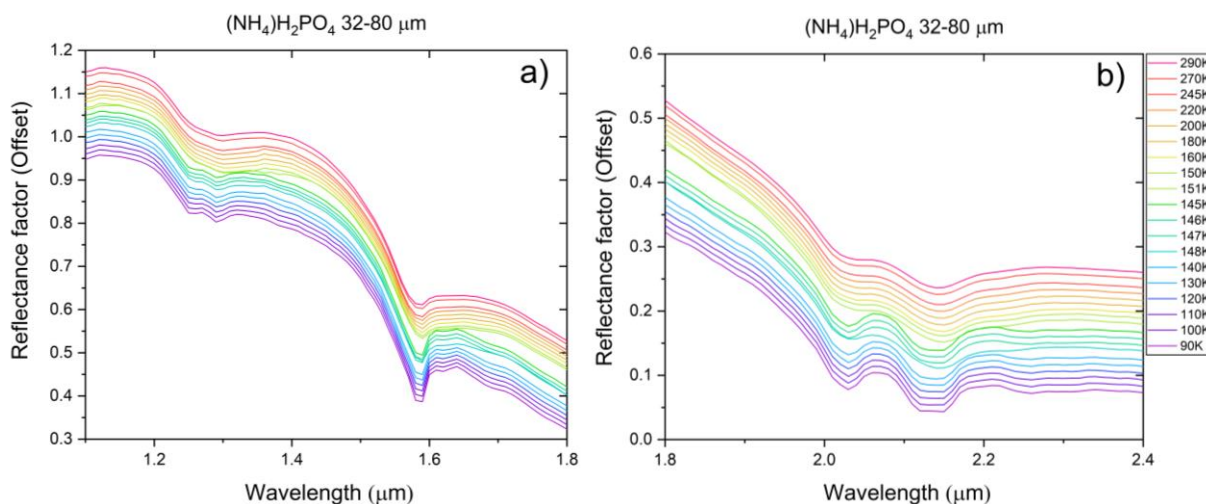 (NH₄)H₂PO₄ 32-80 μm
a)
Reflectance factor (Offset)
1.2
1.1
1.0
0.9
0.8
0.7
0.6
0.5
0.4
0.3
1.2
1.4
1.6
1.8
Wavelength (μm)
(NH₄)H₂PO₄ 32-80 μm
b)
Reflectance factor (Offset)
0.6
0.5
0.4
0.3
0.2
0.1
0.0
1.8
2.0
2.2
2.4
Wavelength (μm)
290K
270K
245K
220K
200K
180K
160K
150K
151K
145K
146K
147K
148K
140K
130K
120K
110K
100K
90K